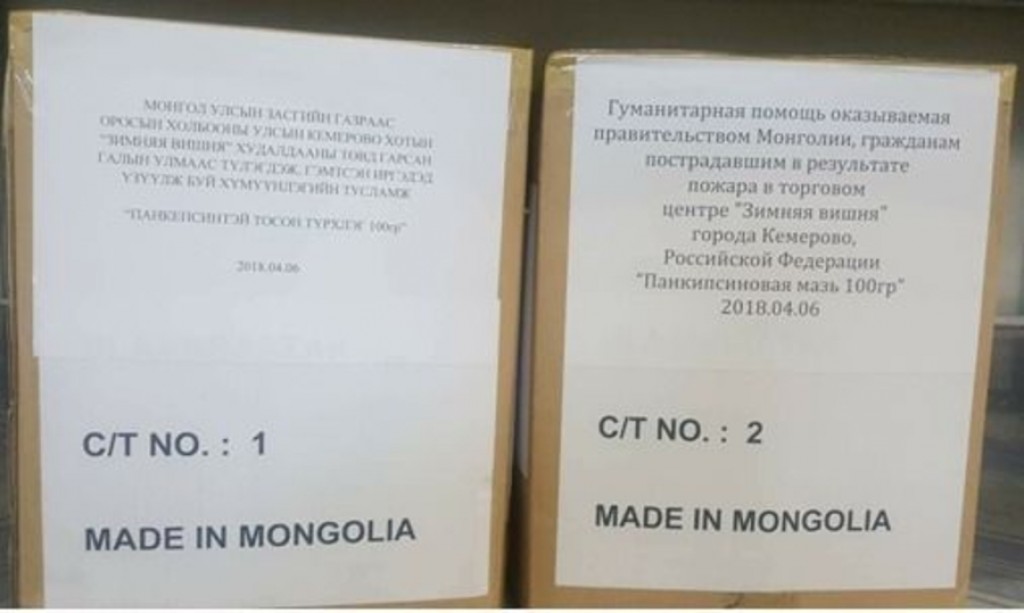 МОНГОЛ УЛСЫН ЗАСГИЙН ГАЗРААС
ОРОСЫН ХОЛБООНЫ УЛСЫН КЕМЕРОВО ХОТЫН
"ЗИМНЯЯ ВИШНЯ" ХУДАЛДААНЫ ТӨВД ГАРСАН
ГАЛЫН УЛМААС ТҮЛЭГДЭЖ, ГЭМТСЭН ИРГЭДЭД
ҮЗҮҮЛЖ БУЙ ХҮМҮҮНЛЭГИЙН ТУСЛАМЖ
"ПАНКЕПСИНТЭЙ ТОСОН ТҮРХЛЭГ 100гр"
2018.04.06
C/T NO. : 1
MADE IN MONGOLIA
Гуманитарная помощь оказываемая
правительством Монголии, гражданам
пострадавшим в результате
пожара в торговом
центре "Зимняя вишня"
города Кемерово,
Российской Федерации
"Панкипсиновая мазь 100гр"
2018.04.06
C/T NO. : 2
MADE IN MONGOLIA